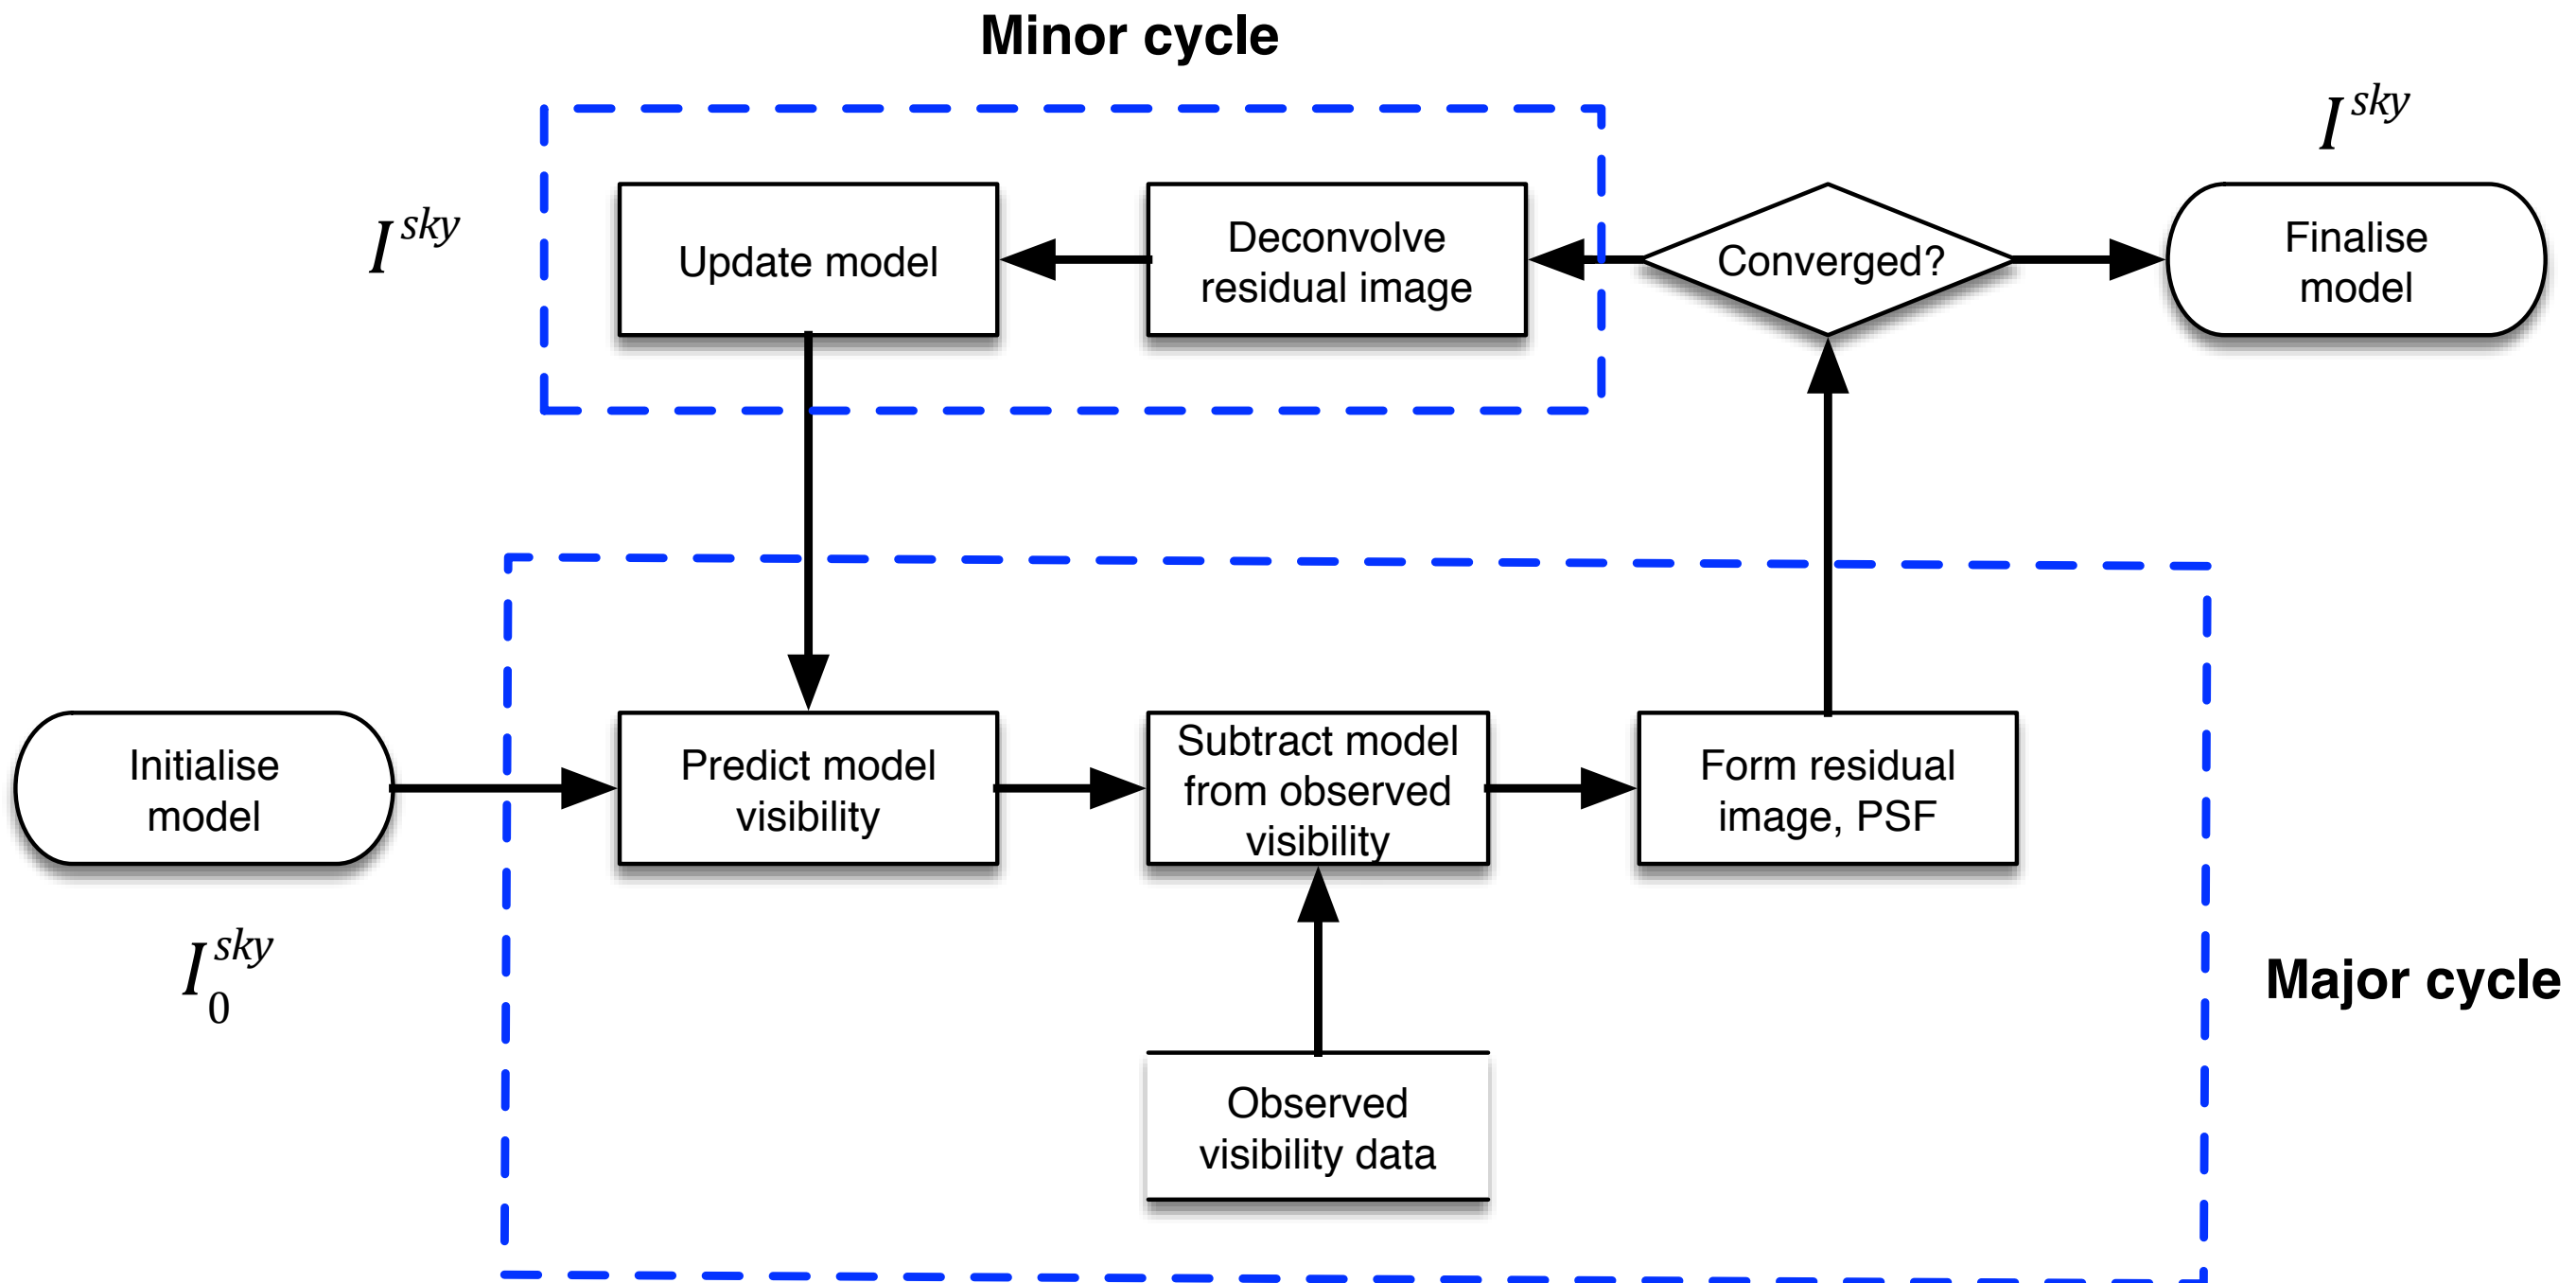 Minor cycle
I^sky
Update model
Deconvolve
residual image
Converged?
I^sky
Finalise
model
Initialise
model
I_0^sky
Predict model
visibility
Subtract model
from observed
visibility
Form residual
image, PSF
Observed
visibility data
Major cycle